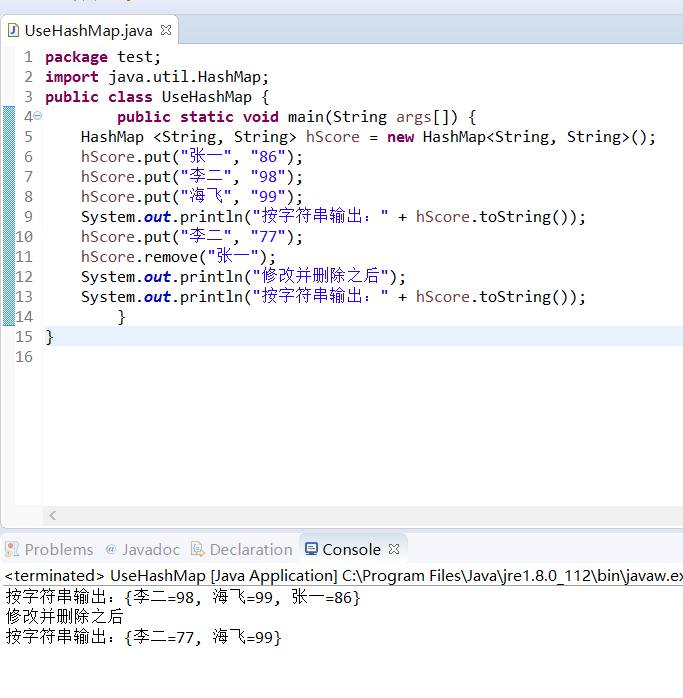 UseHashMap.java
1 package test;
2 import java.util.HashMap;
3 public class UseHashMap {
4 public static void main(String args[]) {
5 HashMap <String, String> hScore = new HashMap<String, String>();
6 hScore.put("张一", "86");
7 hScore.put("李二", "98");
8 hScore.put("海飞", "99");
9 System.out.println("按字符串输出：" + hScore.toString());
10 hScore.put("李二", "77");
11 hScore.remove("张一");
12 System.out.println("修改并删除之后");
13 System.out.println("按字符串输出：" + hScore.toString());
14 }
15 }
16
Problems @ Javadoc Declaration Console
<terminated> UseHashMap [Java Application] C:\Program Files\Java\jre1.8.0_112\bin\javaw.ex
按字符串输出：{李二=98, 海飞=99, 张一=86}
修改并删除之后
按字符串输出：{李二=77, 海飞=99}